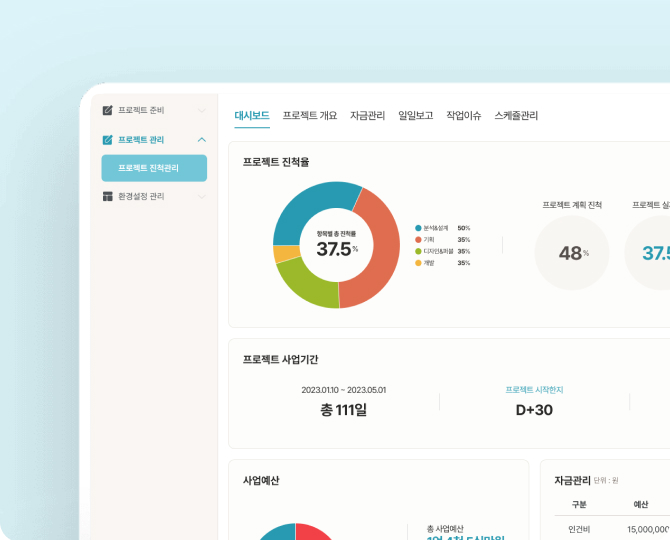 프로젝트 준비
프로젝트 관리
프로젝트 진척관리
환경설정 관리
대시보드 프로젝트 개요 자금관리 일일보고 작업이슈 스케쥴관리
프로젝트 진척율
항목별 총 진척율
37.5%
분석&설계 50%
기획 35%
디자인&퍼블 35%
개발 35%
프로젝트 계획 진척
48%
프로젝트 실
37.5
프로젝트 사업기간
2023.01.10 ~ 2023.05.01
총 111일
프로젝트 시작한지
D+30
사업예산
총 사업예산
자금관리 단위 : 원
구분 예산
인건비 15,000,000